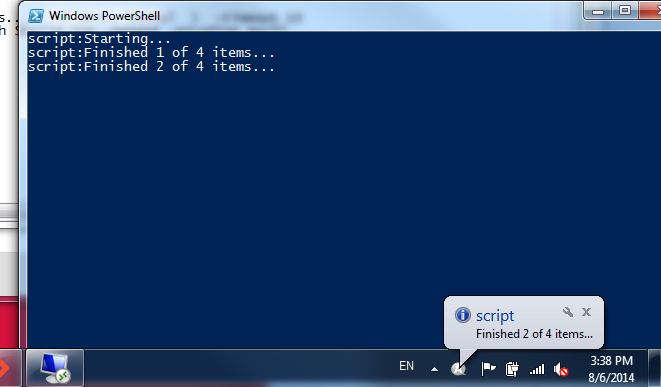 Windows PowerShell
script:Starting...
script:Finished 1 of 4 items...
script:Finished 2 of 4 items...
script
Finished 2 of 4 items...
EN
3:38 PM
8/6/2014